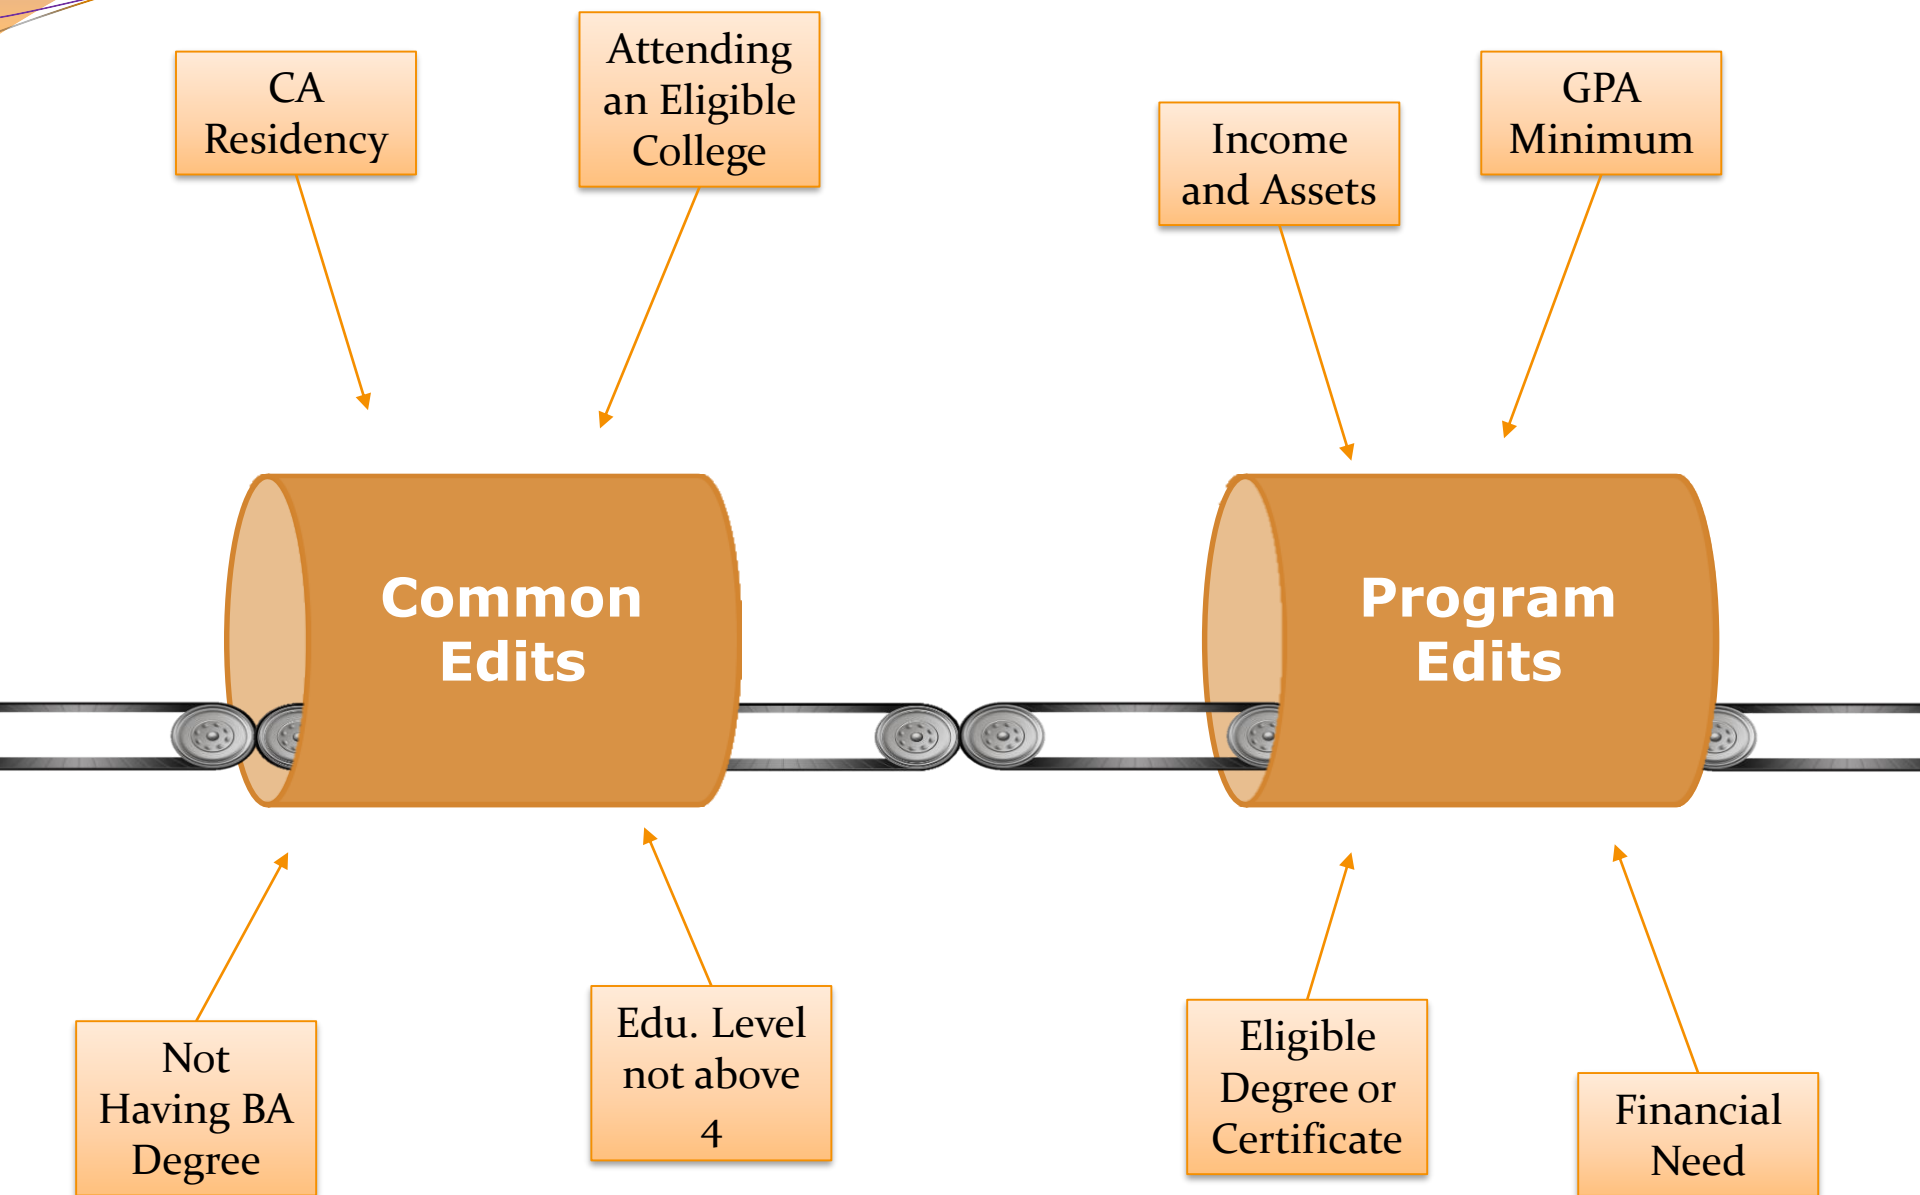 CA
Residency
Attending
an Eligible
College
Income
and Assets
GPA
Minimum
Common
Edits
Program
Edits
Not
Having BA
Degree
Edu. Level
not above
4
Eligible
Degree or
Certificate
Financial
Need